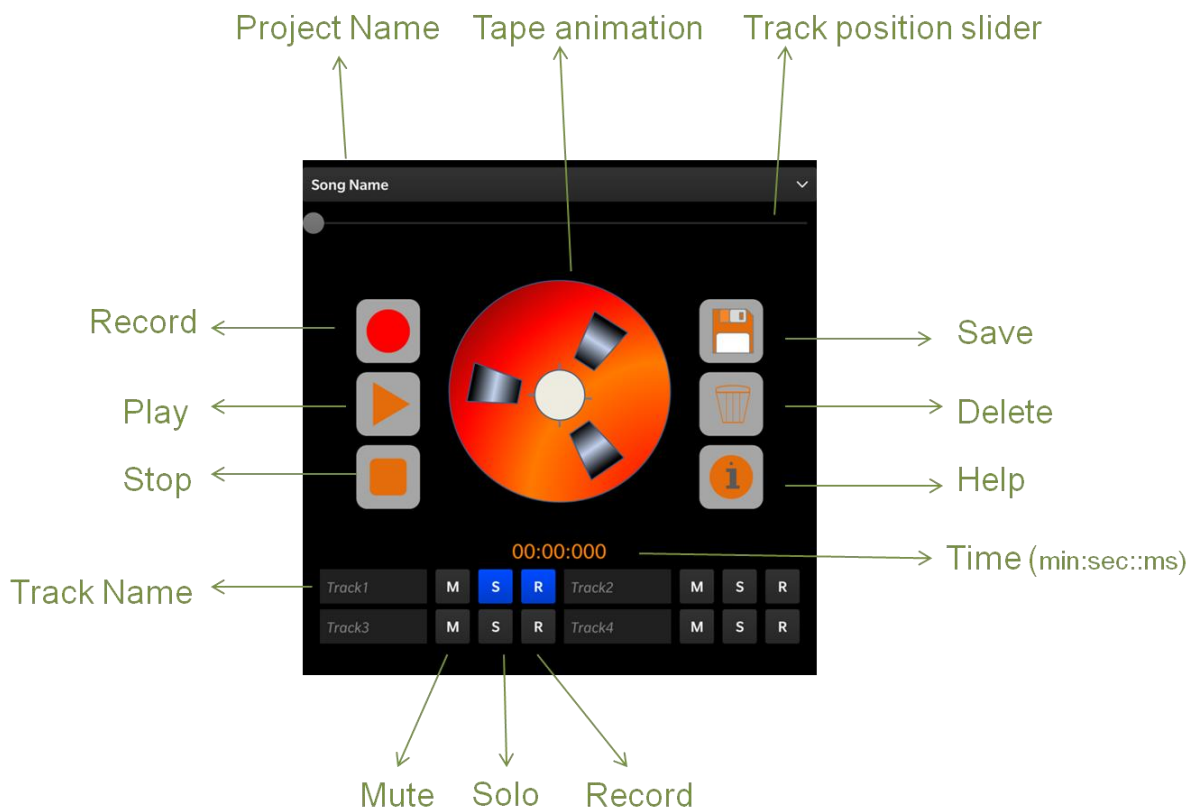 Project Name Tape animation Track position slider
Song Name
Record
Save
Play
Delete
Stop
Help
00:00:000
Time (min:sec::ms)
Track Name
Track1 M S R Track2 M S R
Track3 M S R Track4 M S R
Mute Solo Record